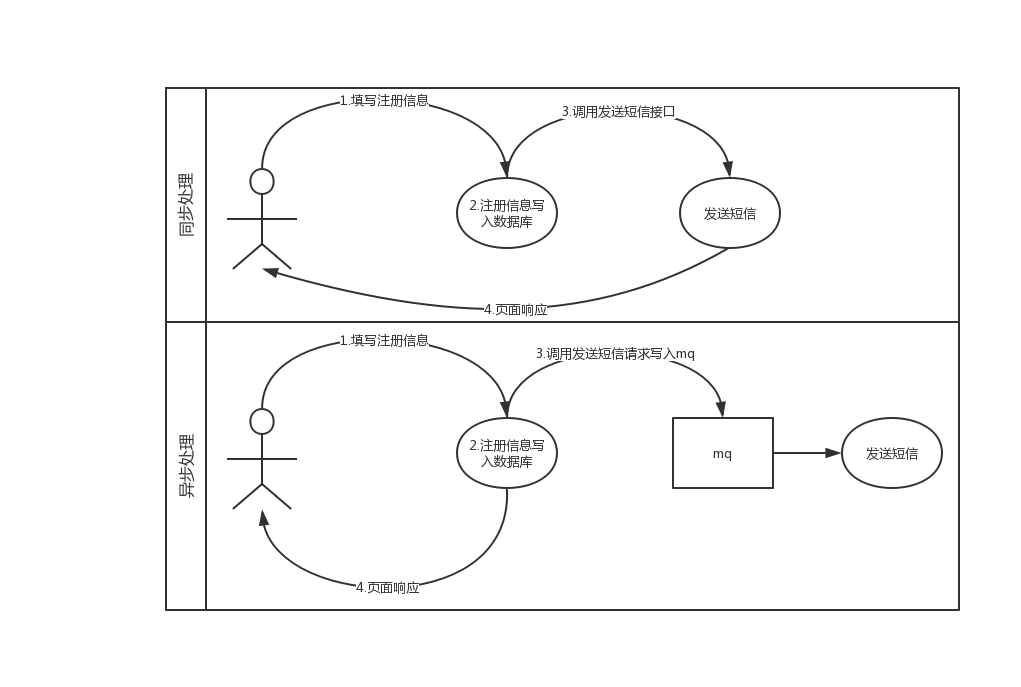 同步处理
1.填写注册信息
3.调用发送短信接口
2.注册信息写
入数据库
发送短信
4.页面响应
异步处理
1.填写注册信息
3.调用发送短信请求写入mq
2.注册信息写
入数据库
mq
发送短信
4.页面响应